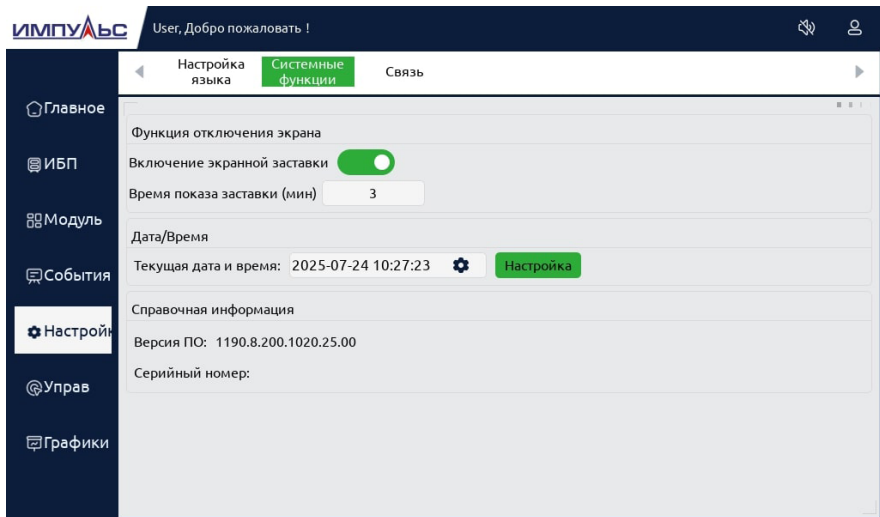 ИМПУЛЬС
User, Добро пожаловать !
Настройка языка
Системные функции
Связь
Главное
ИБП
Модуль
События
Настройк
Управ
Графики
Функция отключения экрана
Включение экранной заставки
Время показа заставки (мин) 3
Дата/Время
Текущая дата и время: 2025-07-24 10:27:23 Настройка
Справочная информация
Версия ПО: 1190.8.200.1020.25.00
Серийный номер: